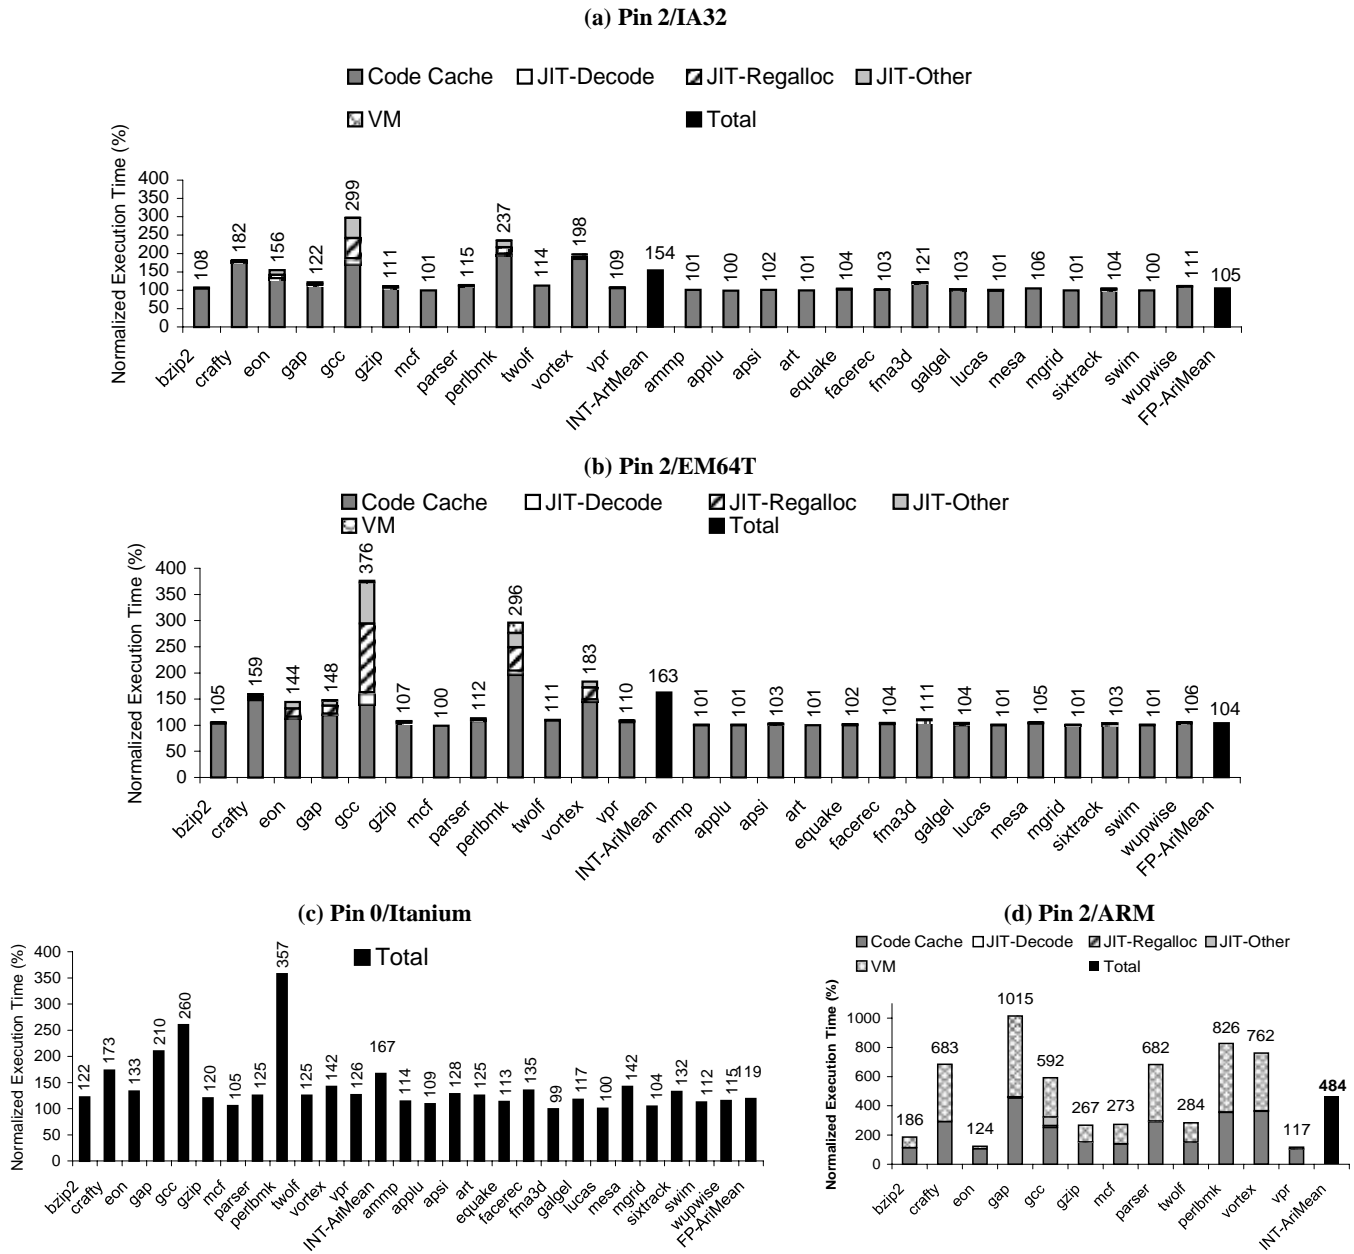 (a) Pin 2/IA32
Code Cache JIT-Decode JIT-Regalloc JIT-Other
VM Total
Normalized Execution Time (%)
400
350
300
250
200
150
100
50
0
108 182 156 122 299 111 101 115 237 114 198 109 154 101 100 102 101 104 103 121 103 101 106 101 104 100 111 105
bzip2 crafty eon gap gcc gzip mcf parser perlbmk twolf vortex vpr INT-AriMean ammp applu apsi art equake facerec fma3d galgel lucas mesa mgrid sixtrack swim wupwise FP-AriMean
(b) Pin 2/EM64T
Code Cache JIT-Decode JIT-Regalloc JIT-Other
VM Total
Normalized Execution Time (%)
400
350
300
250
200
150
100
50
0
105 159 144 148 376 107 100 112 296 111 183 110 163 101 101 103 101 102 104 111 104 101 105 101 103 101 106 104
bzip2 crafty eon gap gcc gzip mcf parser perlbmk twolf vortex vpr INT-AriMean ammp applu apsi art equake facerec fma3d galgel lucas mesa mgrid sixtrack swim wupwise FP-AriMean
(c) Pin 0/Itanium
Total
Normalized Execution Time (%)
400
350
300
250
200
150
100
50
0
122 173 133 210 260 120 105 125 357 125 142 126 167 114 109 128 125 113 135 99 117 100 142 104 132 112 115 119
bzip2 crafty eon gap gcc gzip mcf parser perlbmk twolf vortex vpr INT-AriMean ammp applu apsi art equake facerec fma3d galgel lucas mesa mgrid sixtrack swim wupwise FP-AriMean
(d) Pin 2/ARM
Code Cache JIT-Decode JIT-Regalloc JIT-Other
VM Total
Normalized Execution Time (%)
1000
800
600
400
200
0
186 683 124 1015 592 267 273 682 284 826 762 117 484
bzip2 crafty eon gap gcc gzip mcf parser twolf perlbmk vortex vpr INT-AriMean